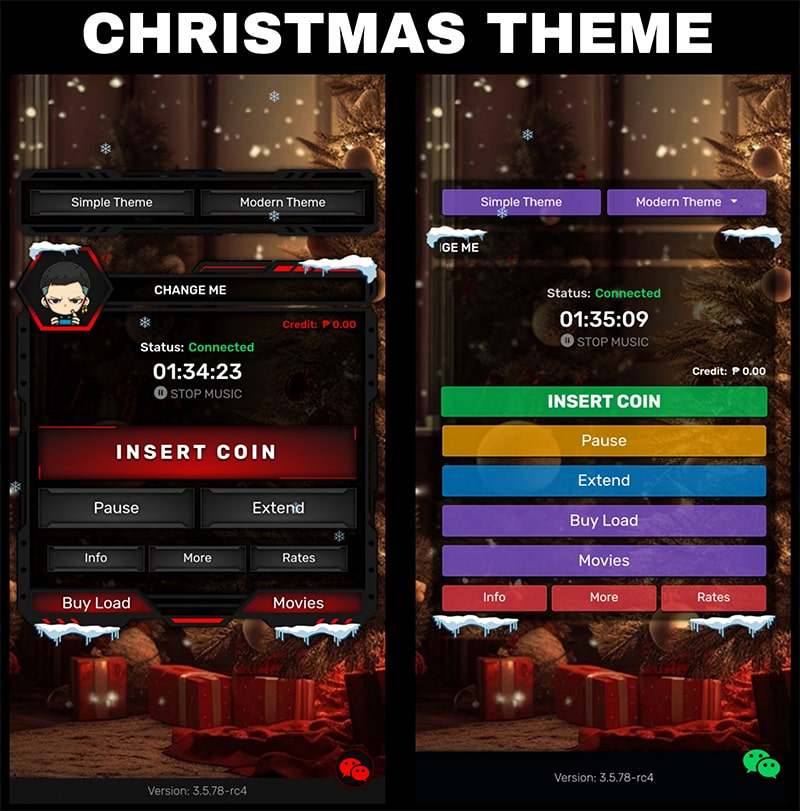 CHRISTMAS THEME
Simple Theme
Modern Theme
CHANGE ME
Credit: ₱ 0.00
Status: Connected
01:34:23
STOP MUSIC
INSERT COIN
Pause
Extend
Info
More
Rates
Buy Load
Movies
Version: 3.5.78-rc4
Simple Theme
Modern Theme
GE ME
Status: Connected
01:35:09
STOP MUSIC
Credit: ₱ 0.00
INSERT COIN
Pause
Extend
Buy Load
Movies
Info
More
Rates
Version: 3.5.78-rc4